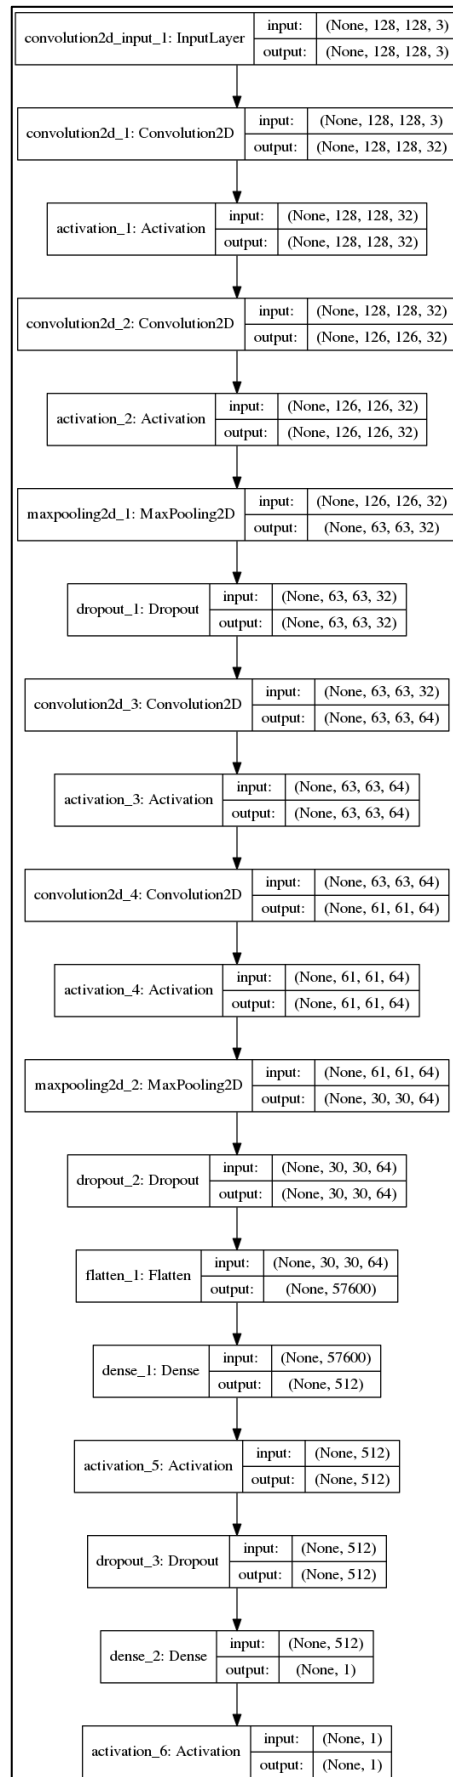 convolution2d_input_1: InputLayer
input: (None, 128, 128, 3)
output: (None, 128, 128, 3)
convolution2d_1: Convolution2D
input: (None, 128, 128, 3)
output: (None, 128, 128, 32)
activation_1: Activation
input: (None, 128, 128, 32)
output: (None, 128, 128, 32)
convolution2d_2: Convolution2D
input: (None, 128, 128, 32)
output: (None, 126, 126, 32)
activation_2: Activation
input: (None, 126, 126, 32)
output: (None, 126, 126, 32)
maxpooling2d_1: MaxPooling2D
input: (None, 126, 126, 32)
output: (None, 63, 63, 32)
dropout_1: Dropout
input: (None, 63, 63, 32)
output: (None, 63, 63, 32)
convolution2d_3: Convolution2D
input: (None, 63, 63, 32)
output: (None, 63, 63, 64)
activation_3: Activation
input: (None, 63, 63, 64)
output: (None, 63, 63, 64)
convolution2d_4: Convolution2D
input: (None, 63, 63, 64)
output: (None, 61, 61, 64)
activation_4: Activation
input: (None, 61, 61, 64)
output: (None, 61, 61, 64)
maxpooling2d_2: MaxPooling2D
input: (None, 61, 61, 64)
output: (None, 30, 30, 64)
dropout_2: Dropout
input: (None, 30, 30, 64)
output: (None, 30, 30, 64)
flatten_1: Flatten
input: (None, 30, 30, 64)
output: (None, 57600)
dense_1: Dense
input: (None, 57600)
output: (None, 512)
activation_5: Activation
input: (None, 512)
output: (None, 512)
dropout_3: Dropout
input: (None, 512)
output: (None, 512)
dense_2: Dense
input: (None, 512)
output: (None, 1)
activation_6: Activation
input: (None, 1)
output: (None, 1)